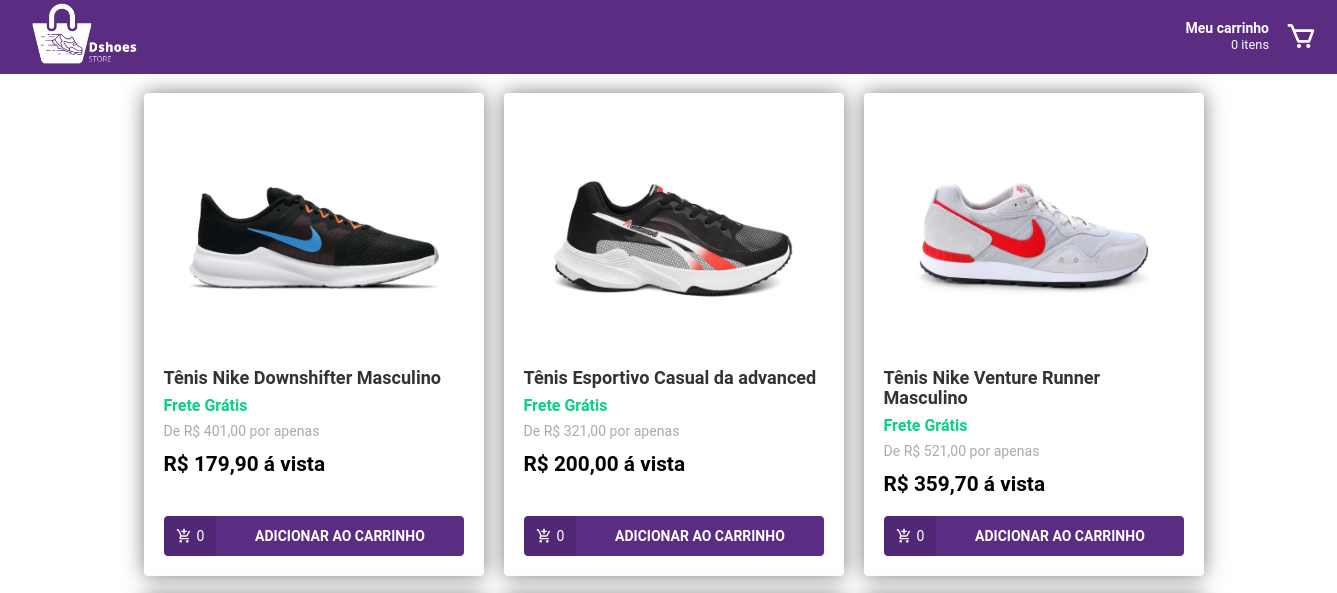 Dshoes
STORE
Meu carrinho
0 itens
Tênis Nike Downshifter Masculino
Frete Grátis
De R$ 401,00 por apenas
R$ 179,90 á vista
0 ADICIONAR AO CARRINHO
Tênis Esportivo Casual da advanced
Frete Grátis
De R$ 321,00 por apenas
R$ 200,00 á vista
0 ADICIONAR AO CARRINHO
Tênis Nike Venture Runner
Masculino
Frete Grátis
De R$ 521,00 por apenas
R$ 359,70 á vista
0 ADICIONAR AO CARRINHO